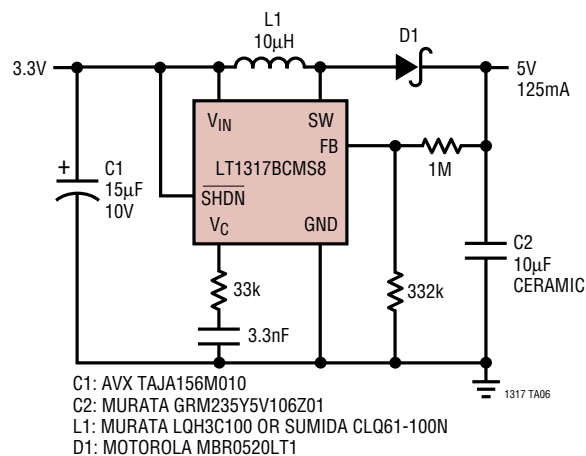 L1
10µH
D1
3.3V
5V
125mA
VIN
SW
FB
1M
LT1317BCMS8
+
C1
15µF
10V
SHDN
VC
GND
C2
10µF
CERAMIC
33k
332k
3.3nF
C1: AVX TAJA156M010
C2: MURATA GRM235Y5V106Z01
L1: MURATA LQH3C100 OR SUMIDA CLQ61-100N
D1: MOTOROLA MBR0520LT1
1317 TA06